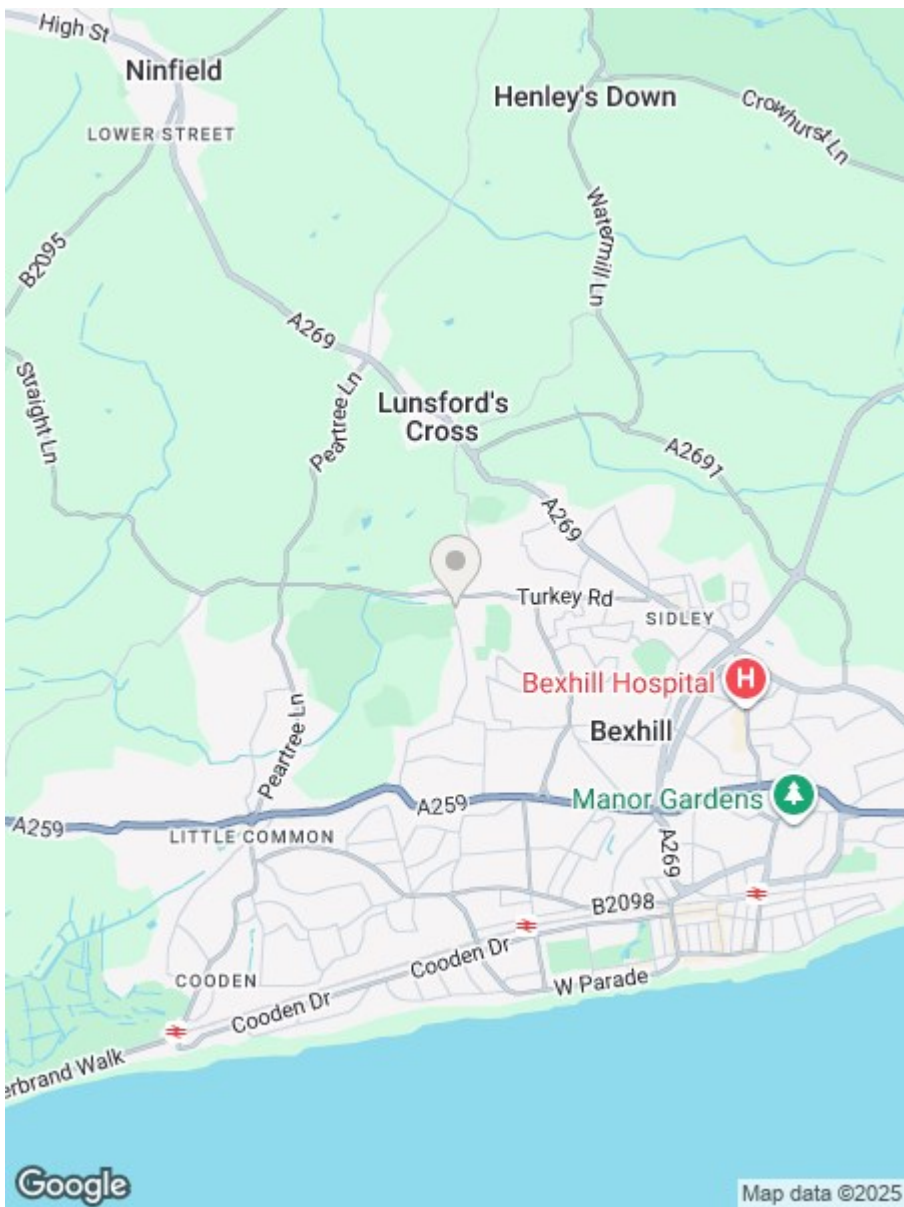 High St
Ninfield
LOWER STREET
Henley's Down
Crowhurst Ln
Watermill Ln
B2095
A269
Straight Ln
Peartree Ln
Lunsford's
Cross
A2691
A269
Turkey Rd
SIDLEY
Bexhill Hospital
H
Bexhill
Peartree Ln
Manor Gardens
A259
A259
LITTLE COMMON
A269
B2098
Cooden Dr
COODEN
W Parade
Cooden Dr
erbrand Walk
Google
Map data ©2025